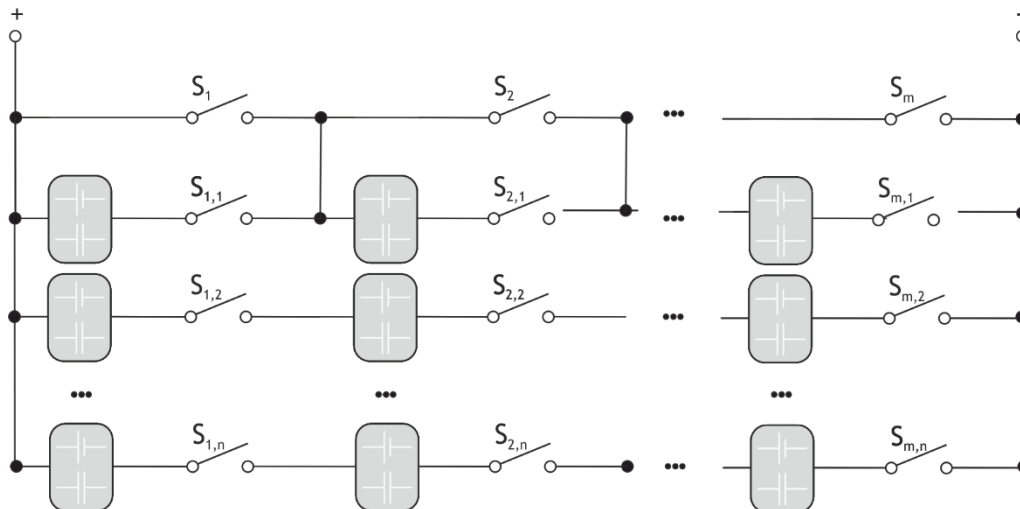 + +
S1 S2 ••• Sm
S1,1 S2,1 ••• Sm,1
S1,2 S2,2 ••• Sm,2
••• ••• •••
S1,n S2,n ••• Sm,n